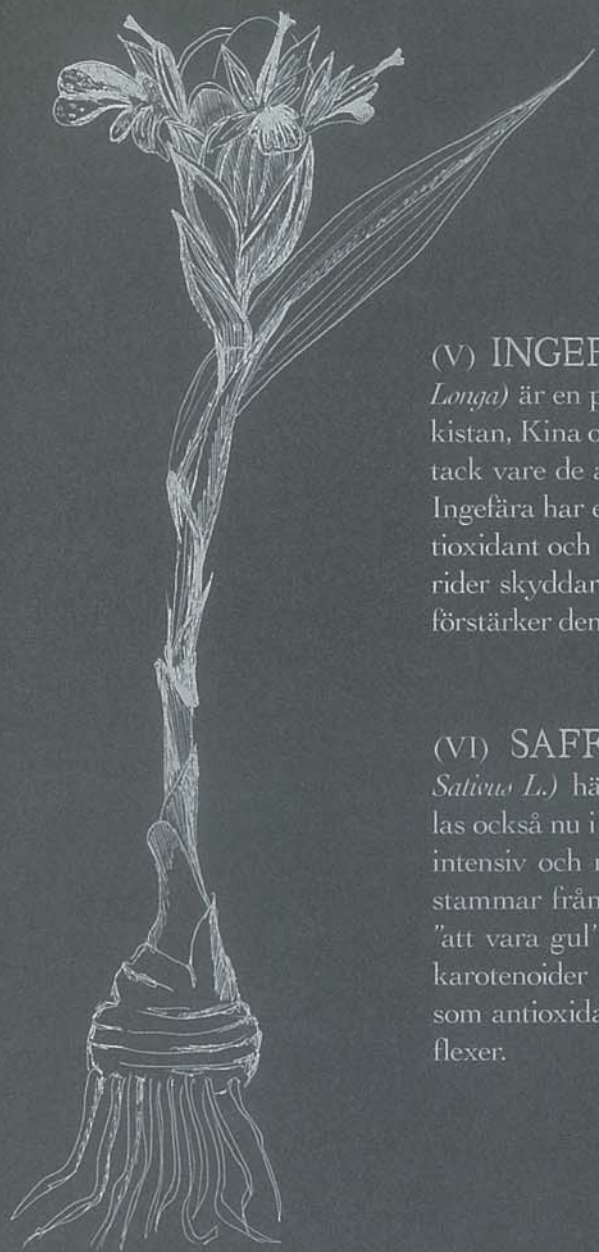 (V) INGEF
Longa) är en p
kistan, Kina o
tack vare de a
Ingefära har e
tioxidant och
rider skyddar
förstärker den
(VI) SAFF
Sativus L.) hä
las också nu i
intensiv och r
stammar från
"att vara gul"
karotenoider
som antioxida
flexer.